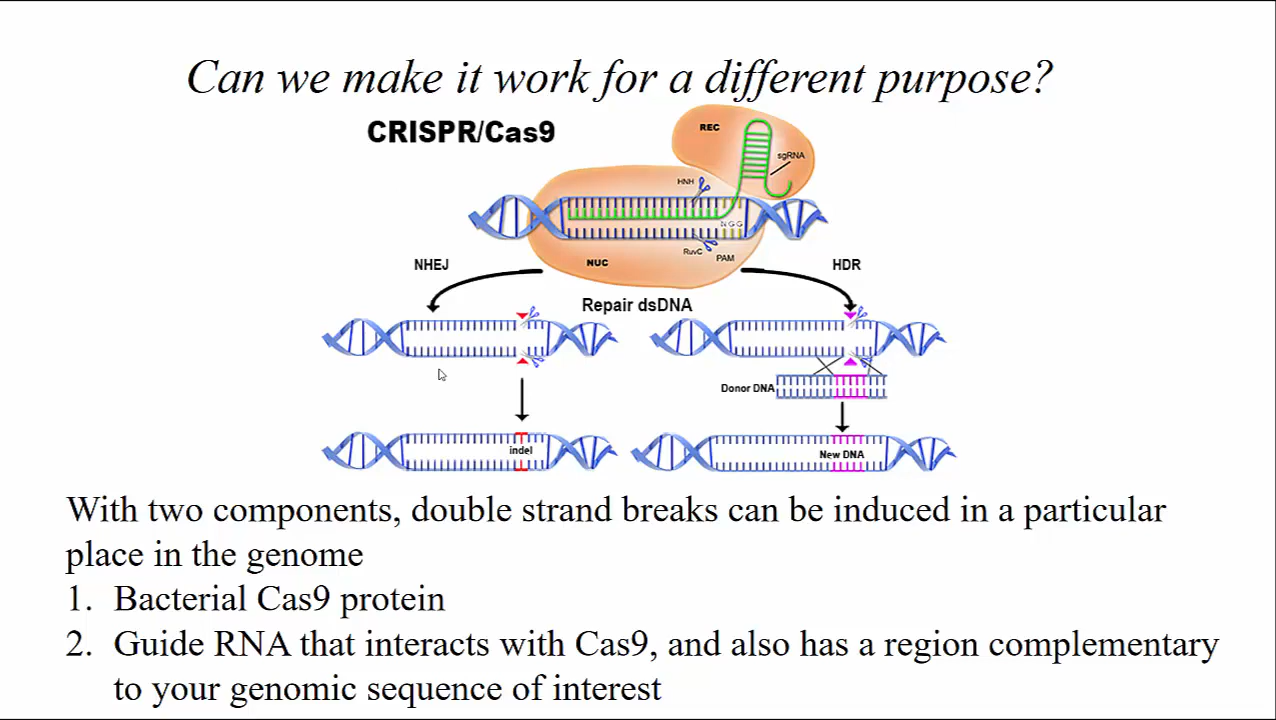 Can we make it work for a different purpose?
CRISPR/Cas9
REC
sgRNA
HNH
NGG
RuvC
PAM
NUC
NHEJ
HDR
Repair dsDNA
Donor DNA
indel
New DNA
With two components, double strand breaks can be induced in a particular
place in the genome
1. Bacterial Cas9 protein
2. Guide RNA that interacts with Cas9, and also has a region complementary
to your genomic sequence of interest